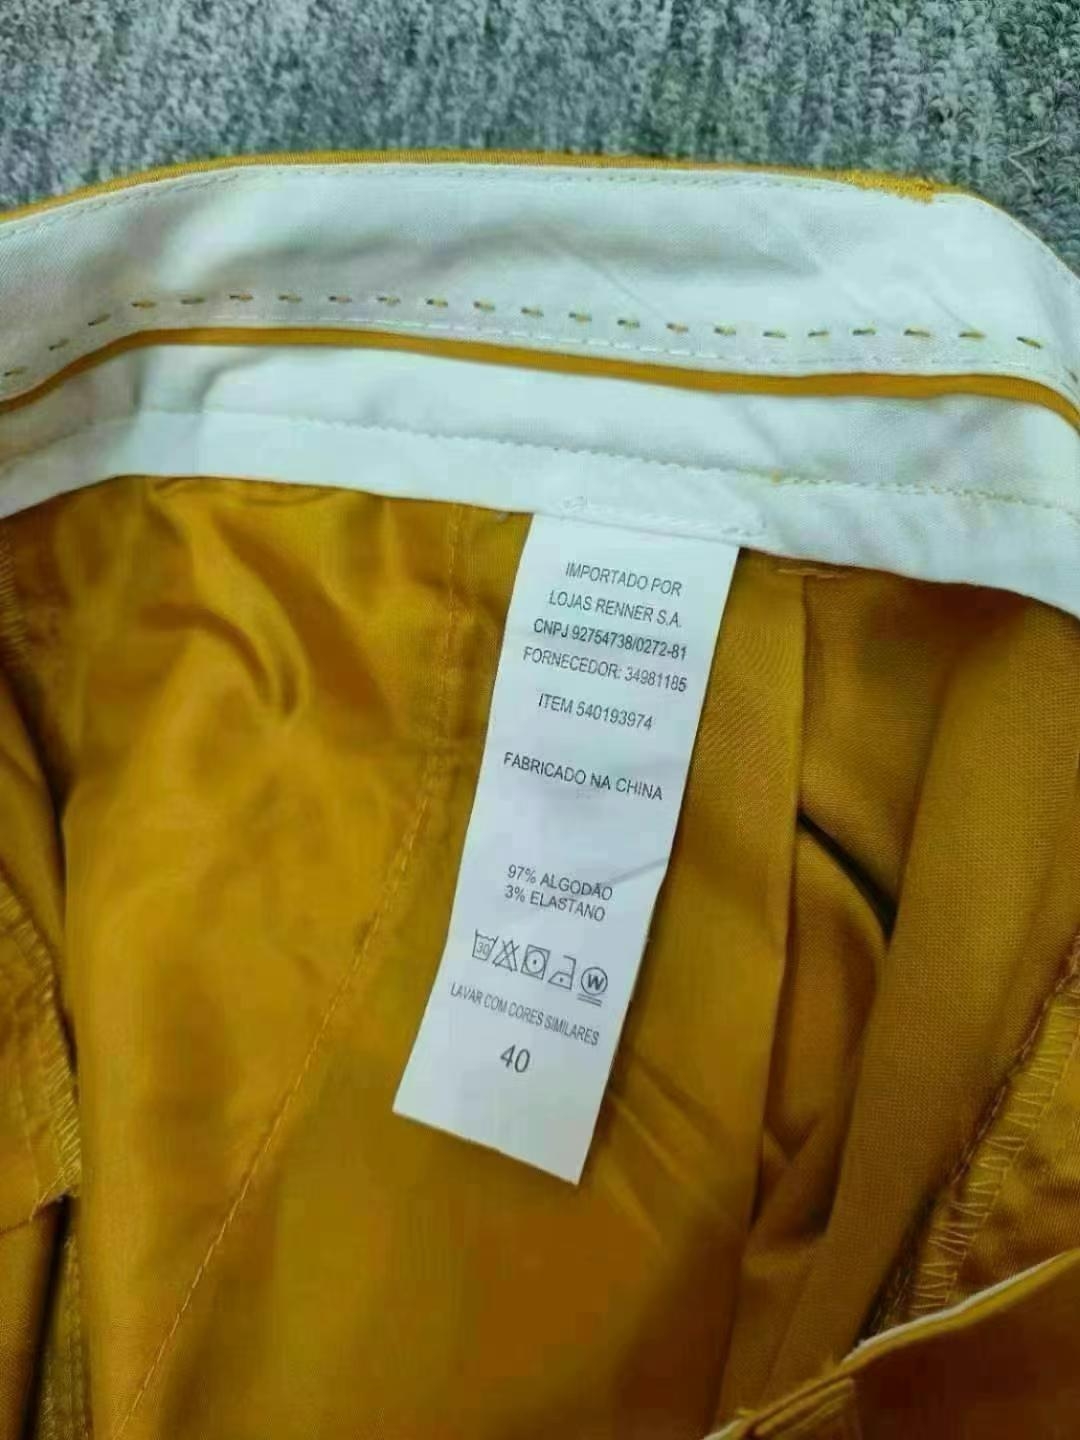 IMPORTADO POR
LOJAS RENNER S.A.
CNPJ 92754738/0272-81
FORNECEDOR: 34981185
ITEM 540193974
FABRICADO NA CHINA
97% ALGODÃO
3% ELASTANO
30 W
LAVAR COM CORES SIMILARES
40